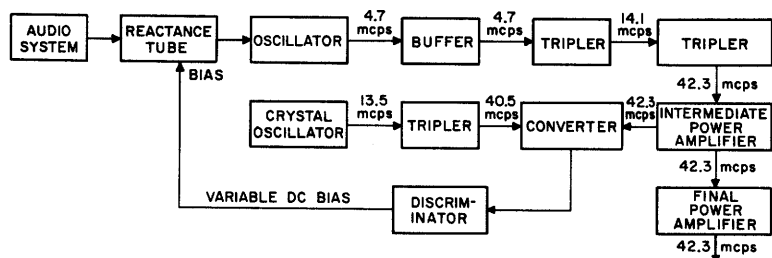 AUDIO
SYSTEM
REACTANCE
TUBE
BIAS
OSCILLATOR
4.7
mcps
BUFFER
4.7
mcps
TRIPLER
14.1
mcps
TRIPLER
42.3 mcps
CRYSTAL
OSCILLATOR
13.5
mcps
TRIPLER
40.5
mcps
CONVERTER
42.3
mcps
INTERMEDIATE
POWER
AMPLIFIER
42.3 mcps
VARIABLE DC BIAS
DISCRIM-
INATOR
FINAL
POWER
AMPLIFIER
42.3 mcps